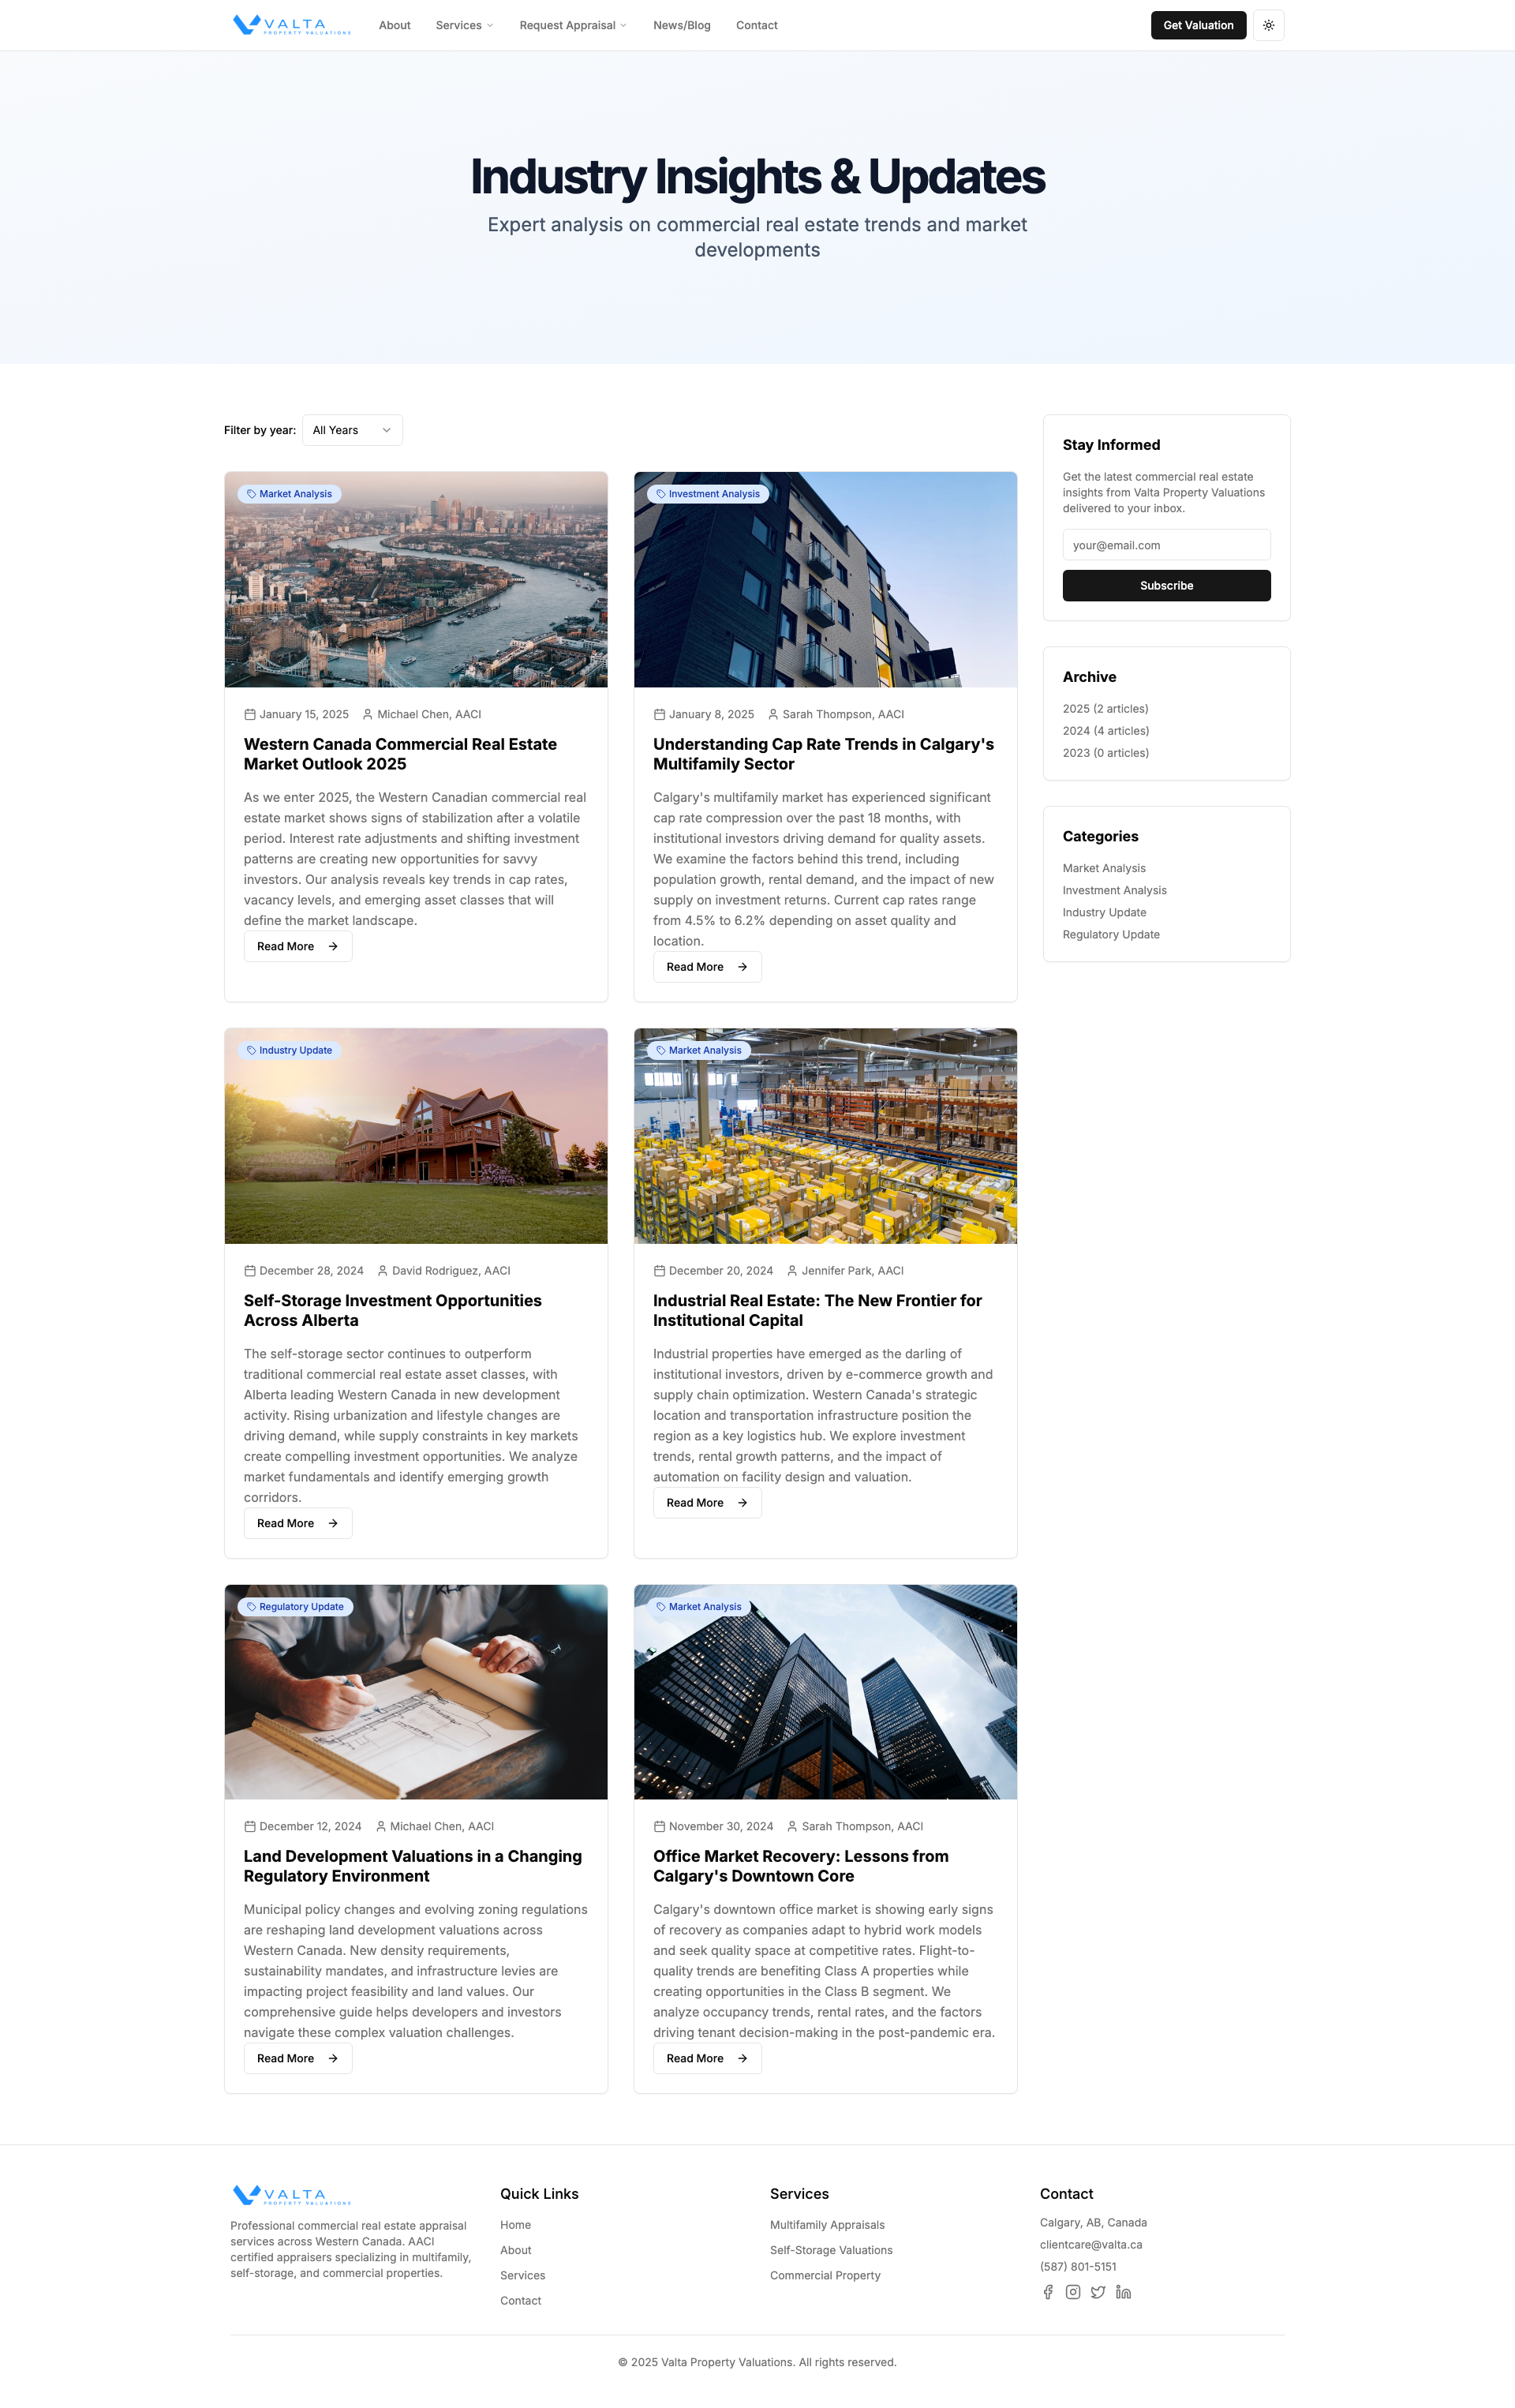 VALTA
PROPERTY VALUATIONS
About
Services
Request Appraisal
News/Blog
Contact
Get Valuation
Industry Insights & Updates
Expert analysis on commercial real estate trends and market
developments
Filter by year:
All Years
Market Analysis
January 15, 2025
Michael Chen, AACI
Western Canada Commercial Real Estate
Market Outlook 2025
As we enter 2025, the Western Canadian commercial real
estate market shows signs of stabilization after a volatile
period. Interest rate adjustments and shifting investment
patterns are creating new opportunities for savvy
investors. Our analysis reveals key trends in cap rates,
vacancy levels, and emerging asset classes that will
define the market landscape.
Read More
Investment Analysis
January 8, 2025
Sarah Thompson, AACI
Understanding Cap Rate Trends in Calgary's
Multifamily Sector
Calgary's multifamily market has experienced significant
cap rate compression over the past 18 months, with
institutional investors driving demand for quality assets.
We examine the factors behind this trend, including
population growth, rental demand, and the impact of new
supply on investment returns. Current cap rates range
from 4.5% to 6.2% depending on asset quality and
location.
Read More
Industry Update
December 28, 2024
David Rodriguez, AACI
Self-Storage Investment Opportunities
Across Alberta
The self-storage sector continues to outperform
traditional commercial real estate asset classes, with
Alberta leading Western Canada in new development
activity. Rising urbanization and lifestyle changes are
driving demand, while supply constraints in key markets
create compelling investment opportunities. We analyze
market fundamentals and identify emerging growth
corridors.
Read More
Market Analysis
December 20, 2024
Jennifer Park, AACI
Industrial Real Estate: The New Frontier for
Institutional Capital
Industrial properties have emerged as the darling of
institutional investors, driven by e-commerce growth and
supply chain optimization. Western Canada's strategic
location and transportation infrastructure position the
region as a key logistics hub. We explore investment
trends, rental growth patterns, and the impact of
automation on facility design and valuation.
Read More
Regulatory Update
December 12, 2024
Michael Chen, AACI
Land Development Valuations in a Changing
Regulatory Environment
Municipal policy changes and evolving zoning regulations
are reshaping land development valuations across
Western Canada. New density requirements,
sustainability mandates, and infrastructure levies are
impacting project feasibility and land values. Our
comprehensive guide helps developers and investors
navigate these complex valuation challenges.
Read More
Market Analysis
November 30, 2024
Sarah Thompson, AACI
Office Market Recovery: Lessons from
Calgary's Downtown Core
Calgary's downtown office market is showing early signs
of recovery as companies adapt to hybrid work models
and seek quality space at competitive rates. Flight-to-
quality trends are benefiting Class A properties while
creating opportunities in the Class B segment. We
analyze occupancy trends, rental rates, and the factors
driving tenant decision-making in the post-pandemic era.
Read More
Stay Informed
Get the latest commercial real estate
insights from Valta Property Valuations
delivered to your inbox.
your@email.com
Subscribe
Archive
2025 (2 articles)
2024 (4 articles)
2023 (0 articles)
Categories
Market Analysis
Investment Analysis
Industry Update
Regulatory Update
VALTA
PROPERTY VALUATIONS
Professional commercial real estate appraisal
services across Western Canada. AACI
certified appraisers specializing in multifamily,
self-storage, and commercial properties.
Quick Links
Home
About
Services
Contact
Services
Multifamily Appraisals
Self-Storage Valuations
Commercial Property
Contact
Calgary, AB, Canada
clientcare@valta.ca
(587) 801-5151
© 2025 Valta Property Valuations. All rights reserved.